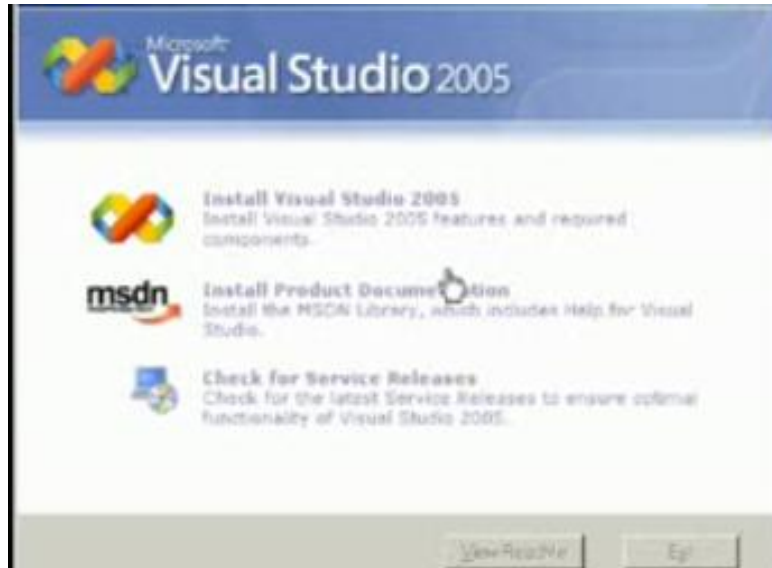 Microsoft
Visual Studio 2005
Install Visual Studio 2005
Install Visual Studio 2005 features and required
components.
msdn
Install Product Documentation
Install the MSDN Library, which includes Help for Visual
Studio.
Check for Service Releases
Check for the latest Service Releases to ensure optimal
functionality of Visual Studio 2005.
View ReadMe
Exit